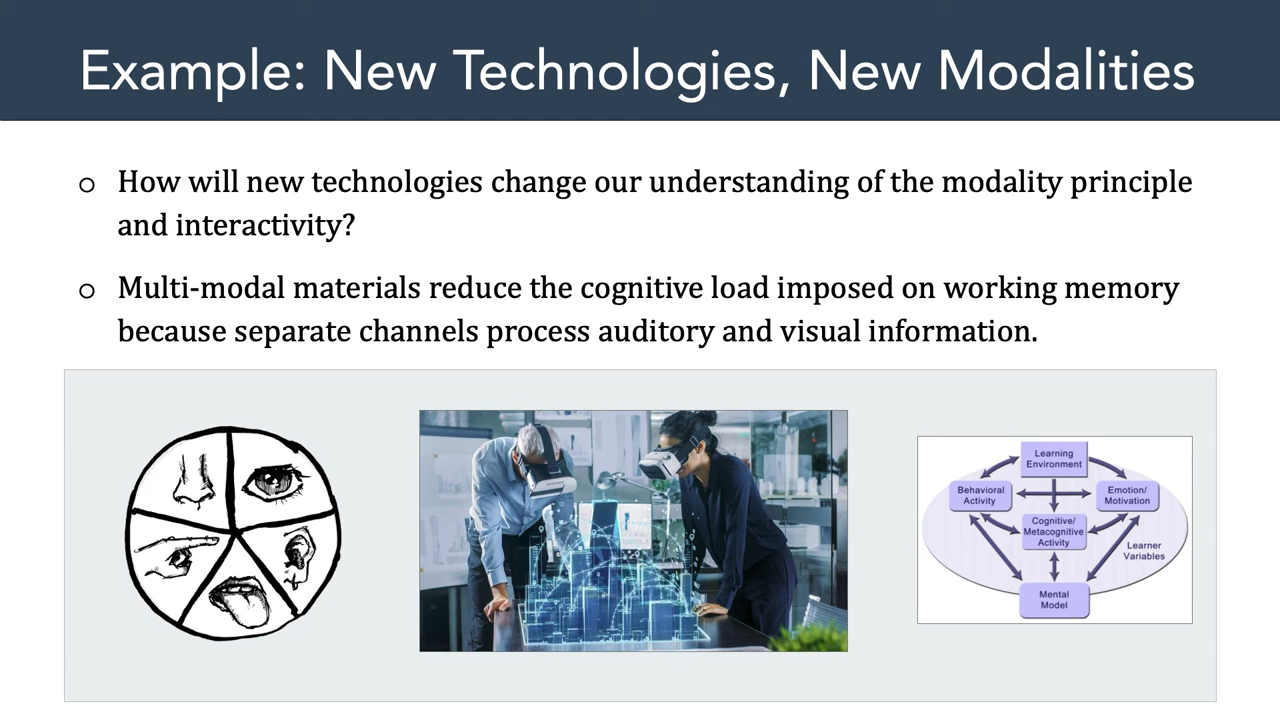 Example: New Technologies, New Modalities
How will new technologies change our understanding of the modality principle
and interactivity?
Multi-modal materials reduce the cognitive load imposed on working memory
because separate channels process auditory and visual information.
Learning
Environment
Behavioral
Activity
Emotion/
Motivation
Cognitive/
Metacognitive
Activity
Learner
Variables
Mental
Model